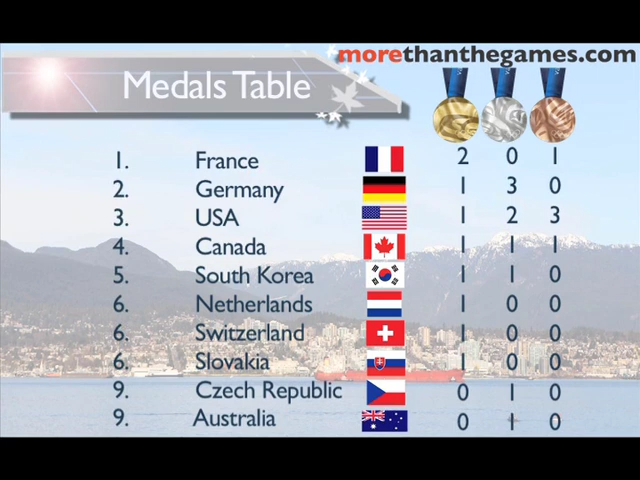 morethanthegames.com
Medals Table
1. France 2 0 1
2. Germany 1 3 0
3. USA 1 2 3
4. Canada 1 1 1
5. South Korea 1 1 0
6. Netherlands 1 0 0
6. Switzerland 1 0 0
6. Slovakia 1 0 0
9. Czech Republic 0 1 0
9. Australia 0 1 0